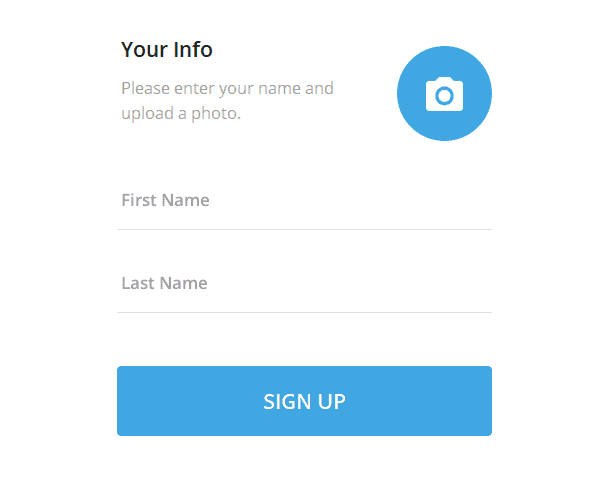 Your Info
Please enter your name and
upload a photo.
First Name
Last Name
SIGN UP